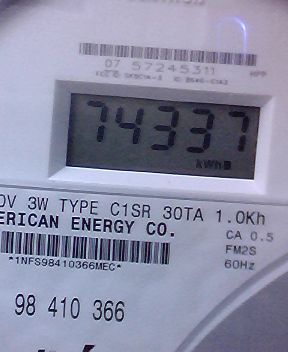 07 57245311
74337
kWh
0V 3W TYPE C1SR 30TA 1.0Kh
ERICAN ENERGY CO.
CA 0.5
FM2S
*1NFS98410366MEC*
60Hz
98 410 366